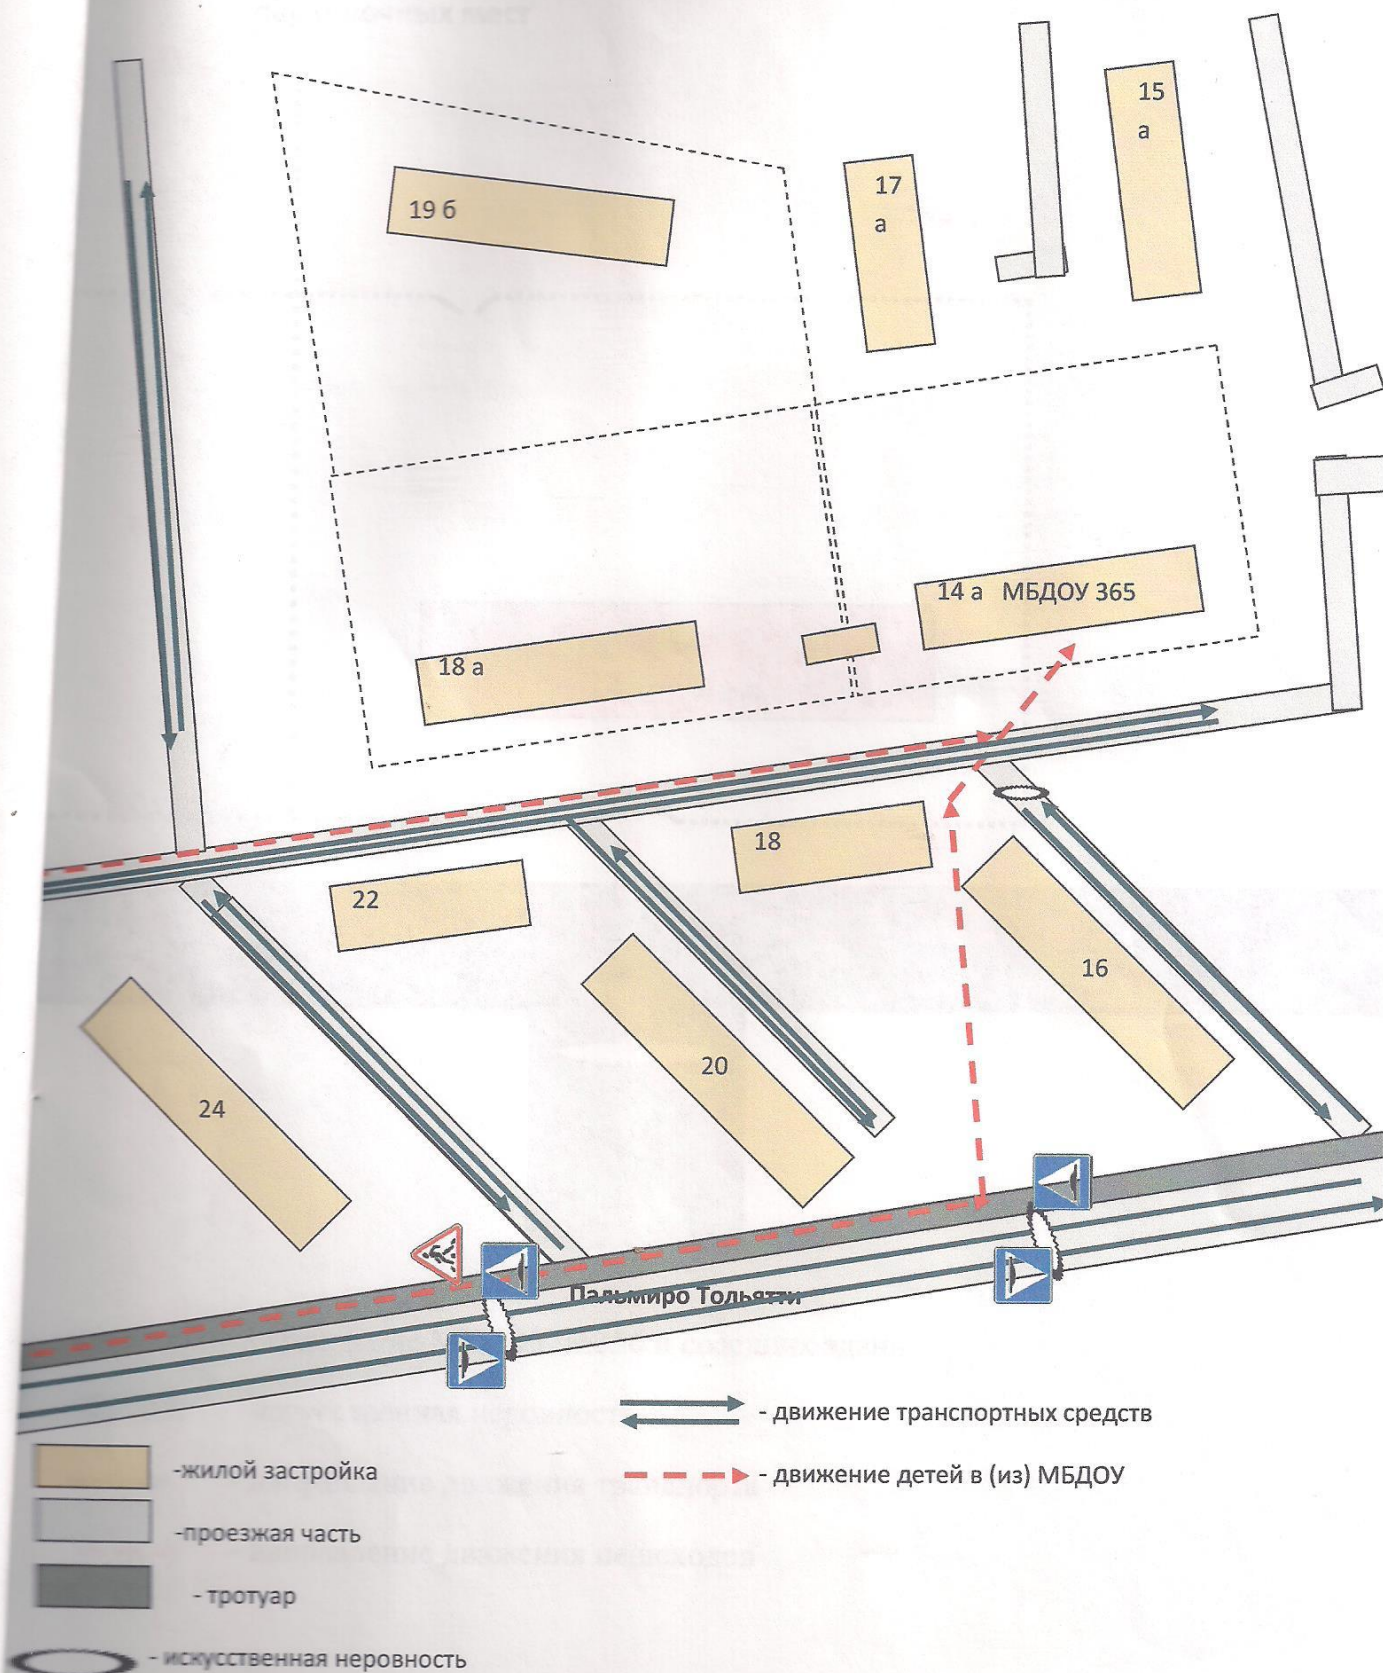 15
а
17
а
19 б
14 а МБДОУ 365
18 а
18
22
16
20
24
Пальмиро Тольятти
- движение транспортных средств
-жилой застройка
- движение детей в (из) МБДОУ
-проезжая часть
- тротуар
- искусственная неровность